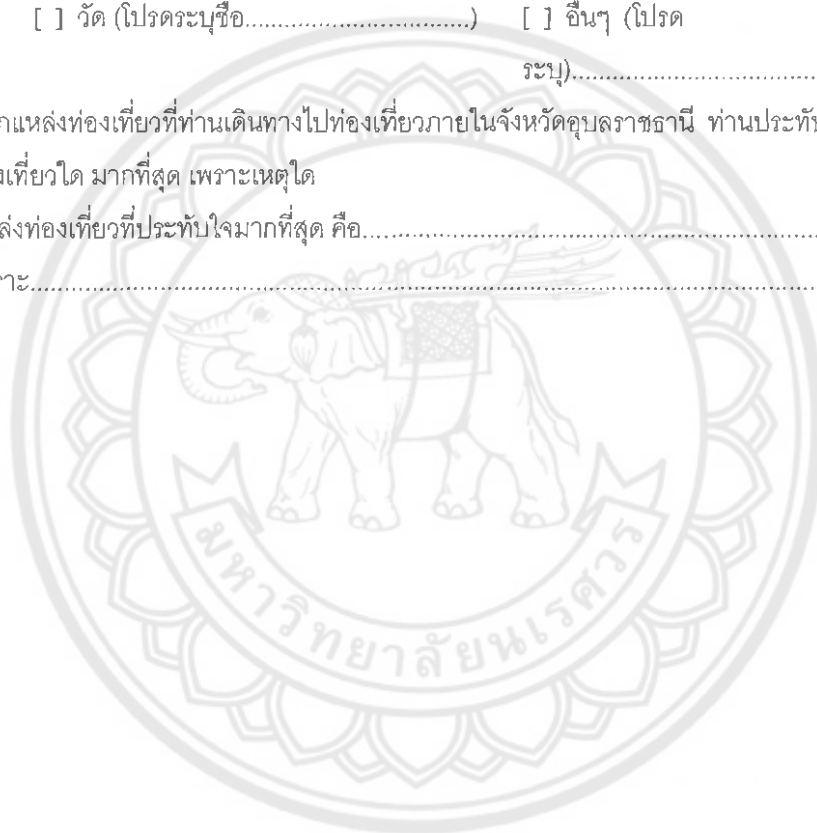 [ ] วัด (โปรดระบุชื่อ.................................) [ ] อื่นๆ (โปรด
ระบุ)....................................
กแหล่งท่องเที่ยวที่ท่านเดินทางไปท่องเที่ยวภายในจังหวัดอุบลราชธานี ท่านประทับ
งเที่ยวใด มากที่สุด เพราะเหตุใด
ล่งท่องเที่ยวที่ประทับใจมากที่สุด คือ....................................................................
าะ........................................................................................................................
มหาวิทยาลัยนเรศวร